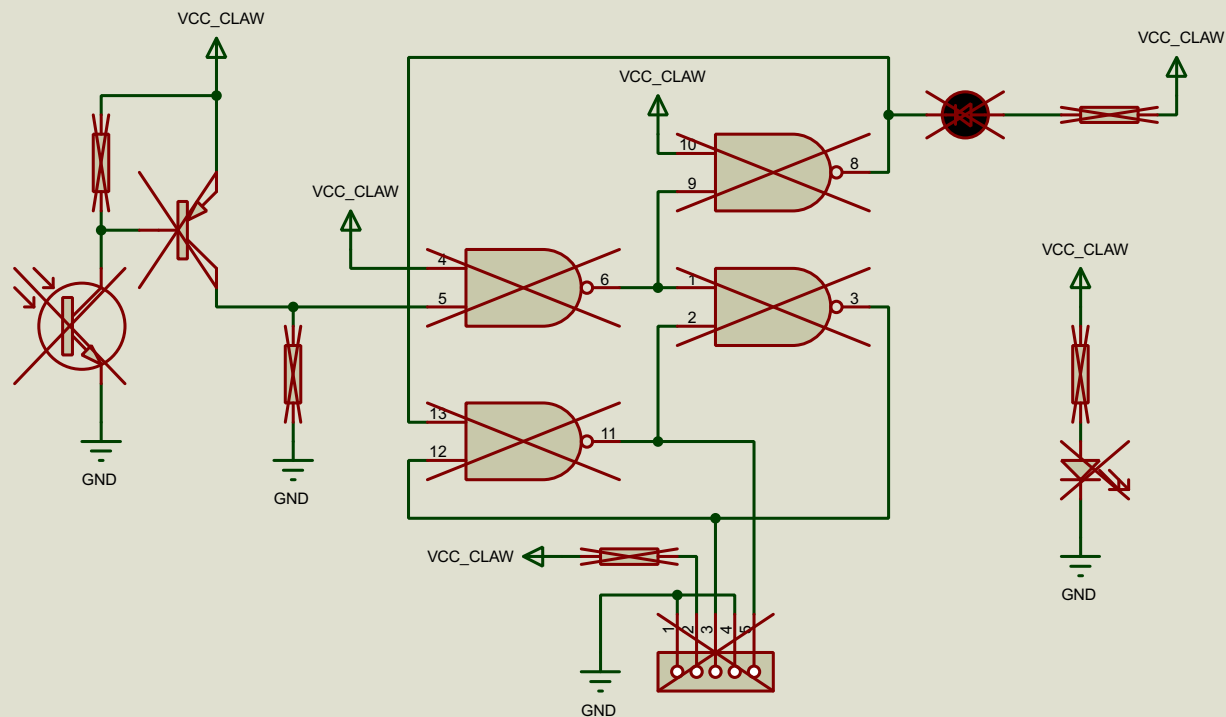 VCC_CLAW
VCC_CLAW
VCC_CLAW
10
8
9
VCC_CLAW
VCC_CLAW
4
6
1
5
3
2
13
11
12
GND
GND
VCC_CLAW
GND
1
2
3
4
5
GND